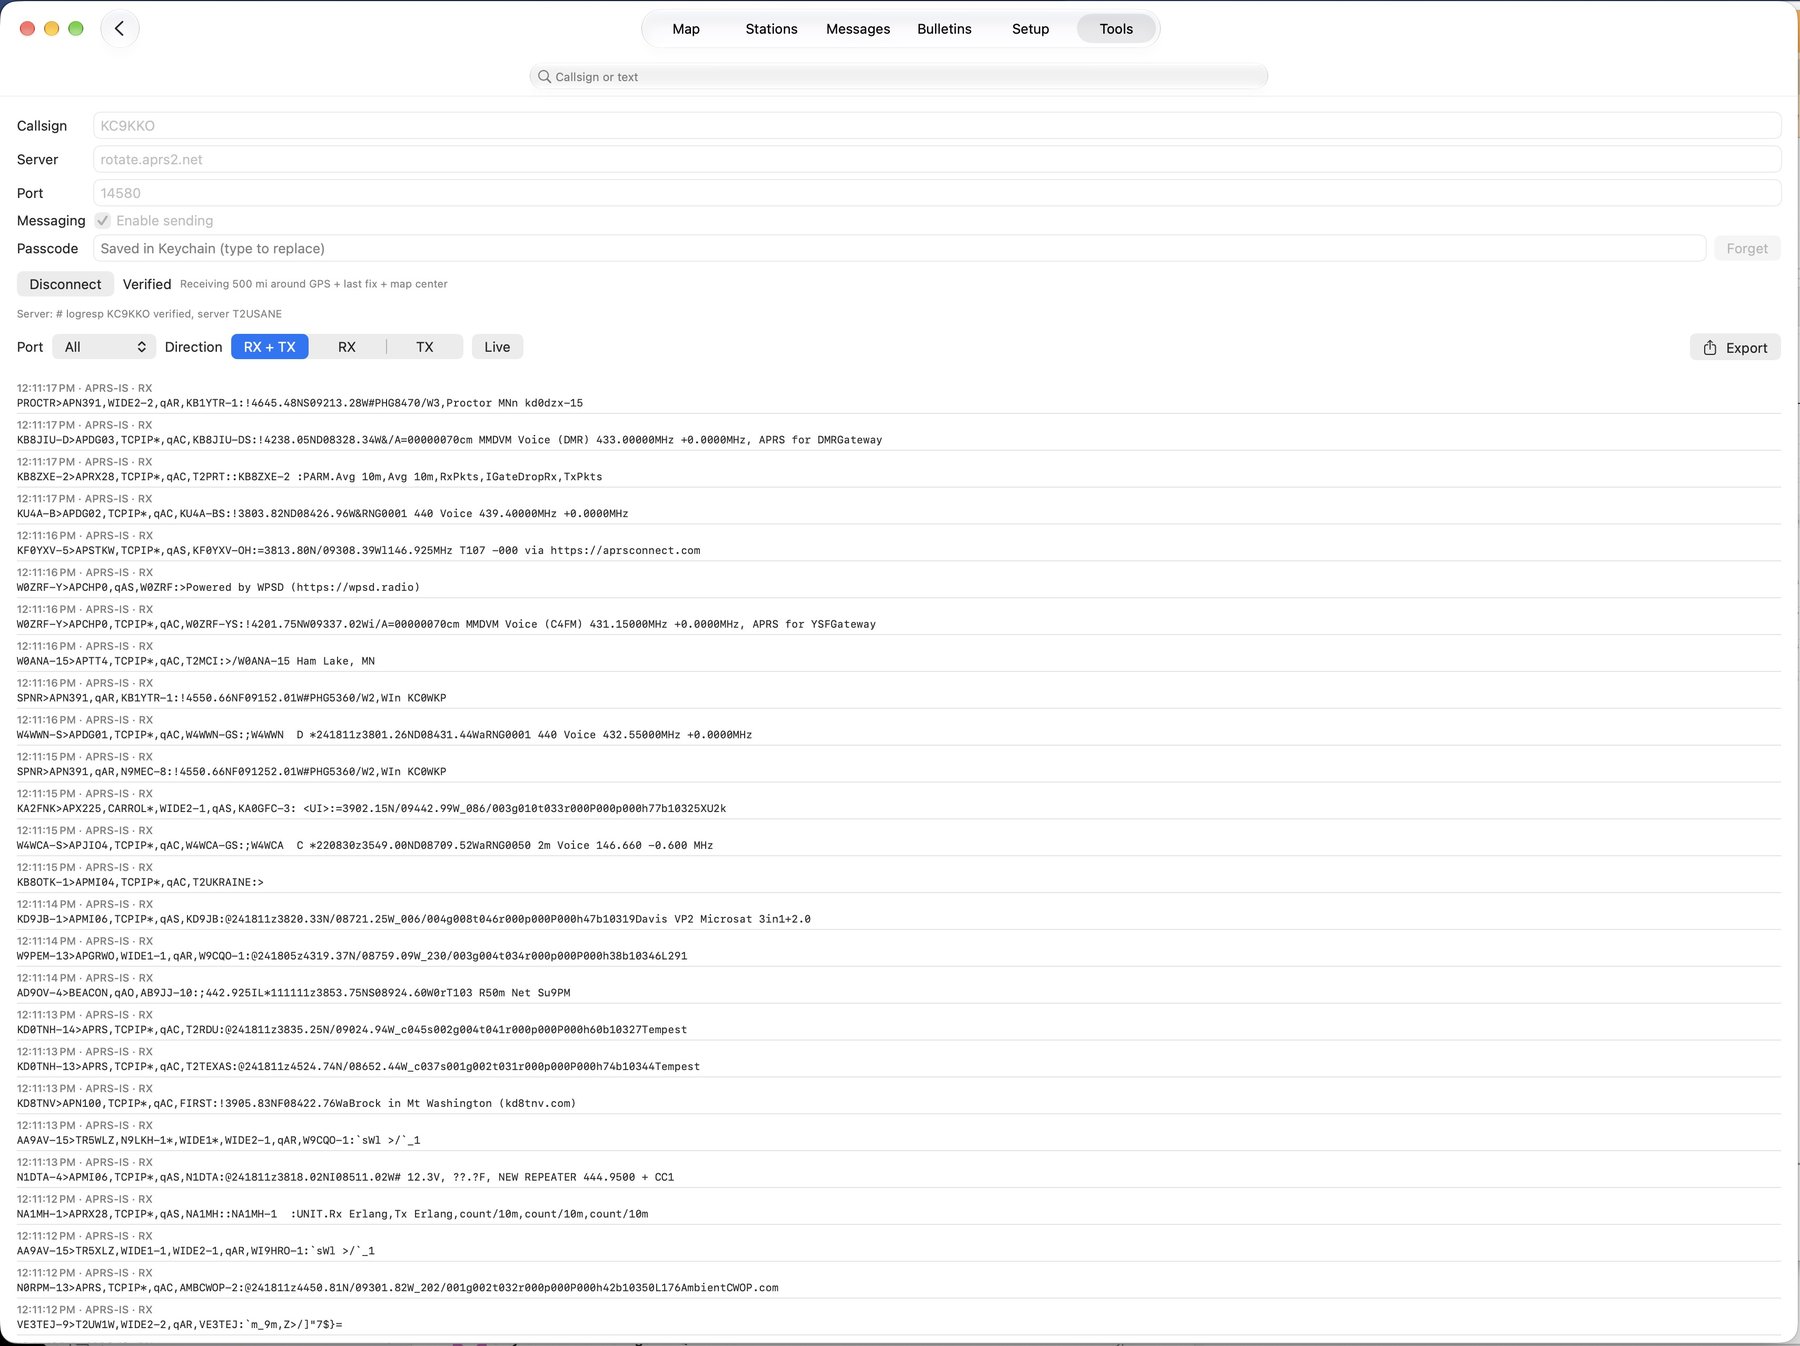 Map Stations Messages Bulletins Setup Tools
Callsign or text
Callsign KC9KKO
Server rotate.aprs2.net
Port 14580
Messaging Enable sending
Passcode Saved in Keychain (type to replace) Forget
Disconnect Verified Receiving 500 mi around GPS + last fix + map center
Server: # logresp KC9KKO verified, server T2USANE
Port All Direction RX + TX RX TX Live Export
12:11:17 PM · APRS-IS · RX
PROCTR>APN391,WIDE2-2,qAR,KB1YTR-1:!4645.48NS09213.28W#PHG8470/W3,Proctor MNn kd0dzx-15
12:11:17 PM · APRS-IS · RX
KB8JIU-D>APDG03,TCPIP*,qAC,KB8JIU-DS:!4238.05ND08328.34W&/A=00000070cm MMDVM Voice (DMR) 433.00000MHz +0.0000MHz, APRS for DMRGateway
12:11:17 PM · APRS-IS · RX
KB8ZXE-2>APRX28,TCPIP*,qAC,T2PRT::KB8ZXE-2 :PARM.Avg 10m,Avg 10m,RxPkts,IGateDropRx,TxPkts
12:11:17 PM · APRS-IS · RX
KU4A-B>APDG02,TCPIP*,qAC,KU4A-BS:!3803.82ND08426.96W&RNG0001 440 Voice 439.40000MHz +0.0000MHz
12:11:16 PM · APRS-IS · RX
KF0YXV-5>APSTKW,TCPIP*,qAS,KF0YXV-OH:=3813.80N/09308.39Wl146.925MHz T107 -000 via https://aprsconnect.com
12:11:16 PM · APRS-IS · RX
W0ZRF-Y>APCHP0,qAS,W0ZRF:>Powered by WPSD (https://wpsd.radio)
12:11:16 PM · APRS-IS · RX
W0ZRF-Y>APCHP0,TCPIP*,qAC,W0ZRF-YS:!4201.75NW09337.02Wi/A=00000070cm MMDVM Voice (C4FM) 431.15000MHz +0.0000MHz, APRS for YSFGateway
12:11:16 PM · APRS-IS · RX
W0ANA-15>APTT4,TCPIP*,qAC,T2MCI:>/W0ANA-15 Ham Lake, MN
12:11:16 PM · APRS-IS · RX
SPNR>APN391,qAR,KB1YTR-1:!4550.66NF09152.01W#PHG5360/W2,WIn KC0WKP
12:11:16 PM · APRS-IS · RX
W4WWN-S>APDG01,TCPIP*,qAC,W4WWN-GS:;W4WWN  D *241811z3801.26ND08431.44WaRNG0001 440 Voice 432.55000MHz +0.0000MHz
12:11:15 PM · APRS-IS · RX
SPNR>APN391,qAR,N9MEC-8:!4550.66NF091252.01W#PHG5360/W2,WIn KC0WKP
12:11:15 PM · APRS-IS · RX
KA2FNK>APX225,CARROL*,WIDE2-1,qAS,KA0GFC-3: <UI>:=3902.15N/09442.99W_086/003g010t033r000P000p000h77b10325XU2k
12:11:15 PM · APRS-IS · RX
W4WCA-S>APJIO4,TCPIP*,qAC,W4WCA-GS:;W4WCA  C *220830z3549.00ND08709.52WaRNG0050 2m Voice 146.660 -0.600 MHz
12:11:15 PM · APRS-IS · RX
KB8OTK-1>APMI04,TCPIP*,qAC,T2UKRAINE:>
12:11:14 PM · APRS-IS · RX
KD9JB-1>APMI06,TCPIP*,qAS,KD9JB:@241811z3820.33N/08721.25W_006/004g008t046r000p000P000h47b10319Davis VP2 Microsat 3in1+2.0
12:11:14 PM · APRS-IS · RX
W9PEM-13>APGRWO,WIDE1-1,qAR,W9CQO-1:@241805z4319.37N/08759.09W_230/003g004t034r000p000P000h38b10346L291
12:11:14 PM · APRS-IS · RX
AD9OV-4>BEACON,qAO,AB9JJ-10:;442.925IL*111111z3853.75NS08924.60W0rT103 R50m Net Su9PM
12:11:13 PM · APRS-IS · RX
KD0TNH-14>APRS,TCPIP*,qAC,T2RDU:@241811z3835.25N/09024.94W_c045s002g004t041r000p000P000h60b10327Tempest
12:11:13 PM · APRS-IS · RX
KD0TNH-13>APRS,TCPIP*,qAC,T2TEXAS:@241811z4524.74N/08652.44W_c037s001g002t031r000p000P000h74b10344Tempest
12:11:13 PM · APRS-IS · RX
KD8TNV>APN100,TCPIP*,qAC,FIRST:!3905.83NF08422.76WaBrock in Mt Washington (kd8tnv.com)
12:11:13 PM · APRS-IS · RX
AA9AV-15>TR5WLZ,N9LKH-1*,WIDE1*,WIDE2-1,qAR,W9CQO-1:`sWl >/`_1
12:11:13 PM · APRS-IS · RX
N1DTA-4>APMI06,TCPIP*,qAS,N1DTA:@241811z3818.02NI08511.02W# 12.3V, ??.?F, NEW REPEATER 444.9500 + CC1
12:11:12 PM · APRS-IS · RX
NA1MH-1>APRX28,TCPIP*,qAS,NA1MH::NA1MH-1  :UNIT.Rx Erlang,Tx Erlang,count/10m,count/10m,count/10m
12:11:12 PM · APRS-IS · RX
AA9AV-15>TR5XLZ,WIDE1-1,WIDE2-1,qAR,WI9HRO-1:`sWl >/`_1
12:11:12 PM · APRS-IS · RX
N0RPM-13>APRS,TCPIP*,qAC,AMBCWOP-2:@241811z4450.81N/09301.82W_202/001g002t032r000p000P000h42b10350L176AmbientCWOP.com
12:11:12 PM · APRS-IS · RX
VE3TEJ-9>T2UW1W,WIDE2-2,qAR,VE3TEJ:`m_9m,Z>/]"7$}=